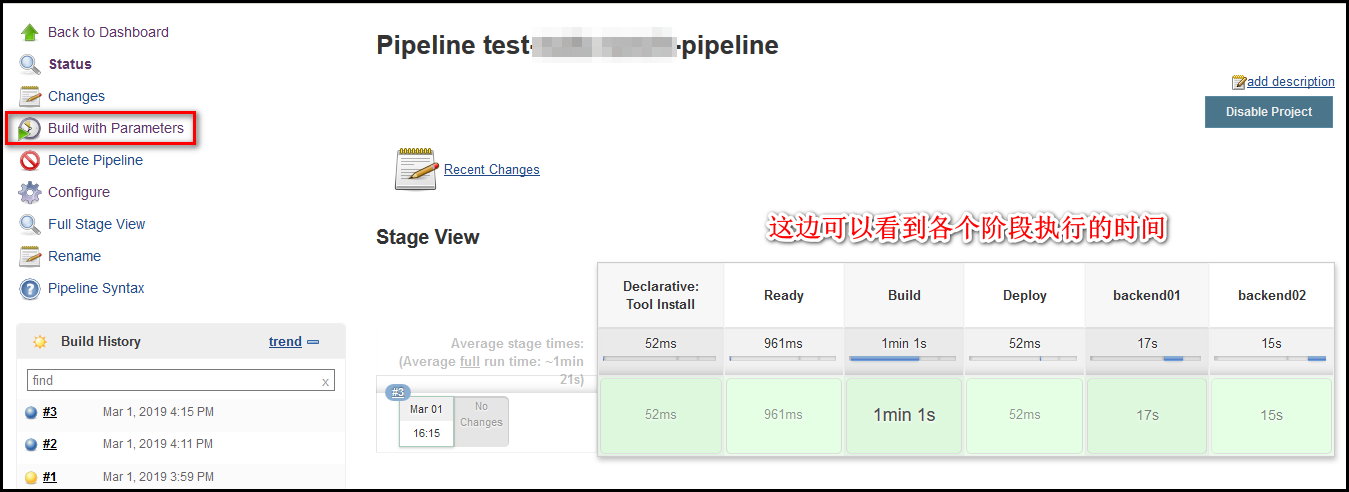 Back to Dashboard
Status
Changes
Build with Parameters
Delete Pipeline
Configure
Full Stage View
Rename
Pipeline Syntax
Build History
trend
find
x
#3 Mar 1, 2019 4:15 PM
#2 Mar 1, 2019 4:11 PM
#1 Mar 1, 2019 3:59 PM
Pipeline test- -pipeline
add description
Disable Project
Recent Changes
这边可以看到各个阶段执行的时间
Stage View
Declarative:
Tool Install
Ready
Build
Deploy
backend01
backend02
Average stage times:
(Average full run time: ~1min
21s)
52ms
961ms
1min 1s
52ms
17s
15s
#3
Mar 01
16:15
No
Changes
52ms
961ms
1min 1s
52ms
17s
15s